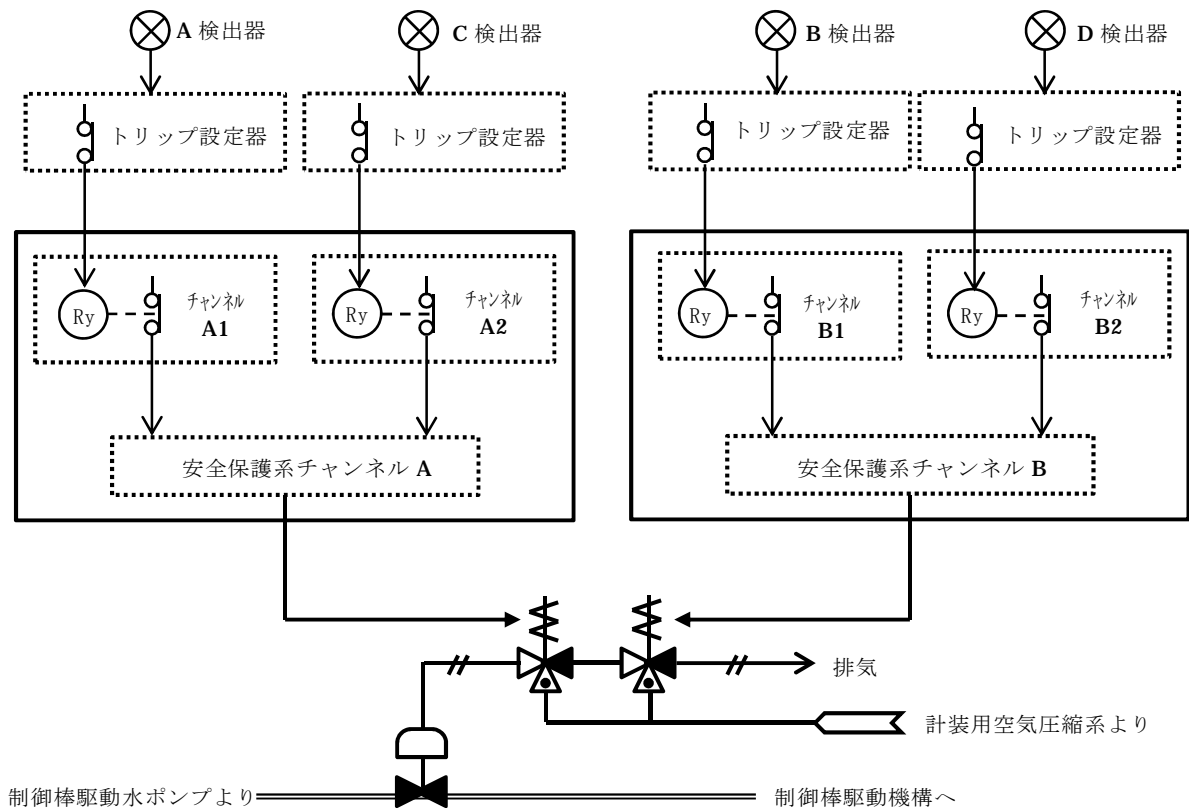 A 検出器
C 検出器
B 検出器
D 検出器
トリップ設定器
トリップ設定器
トリップ設定器
トリップ設定器
Ry
チャンネル
A1
Ry
チャンネル
A2
Ry
チャンネル
B1
Ry
チャンネル
B2
安全保護系チャンネル A
安全保護系チャンネル B
排気
計装用空気圧縮系より
制御棒駆動水ポンプより
制御棒駆動機構へ